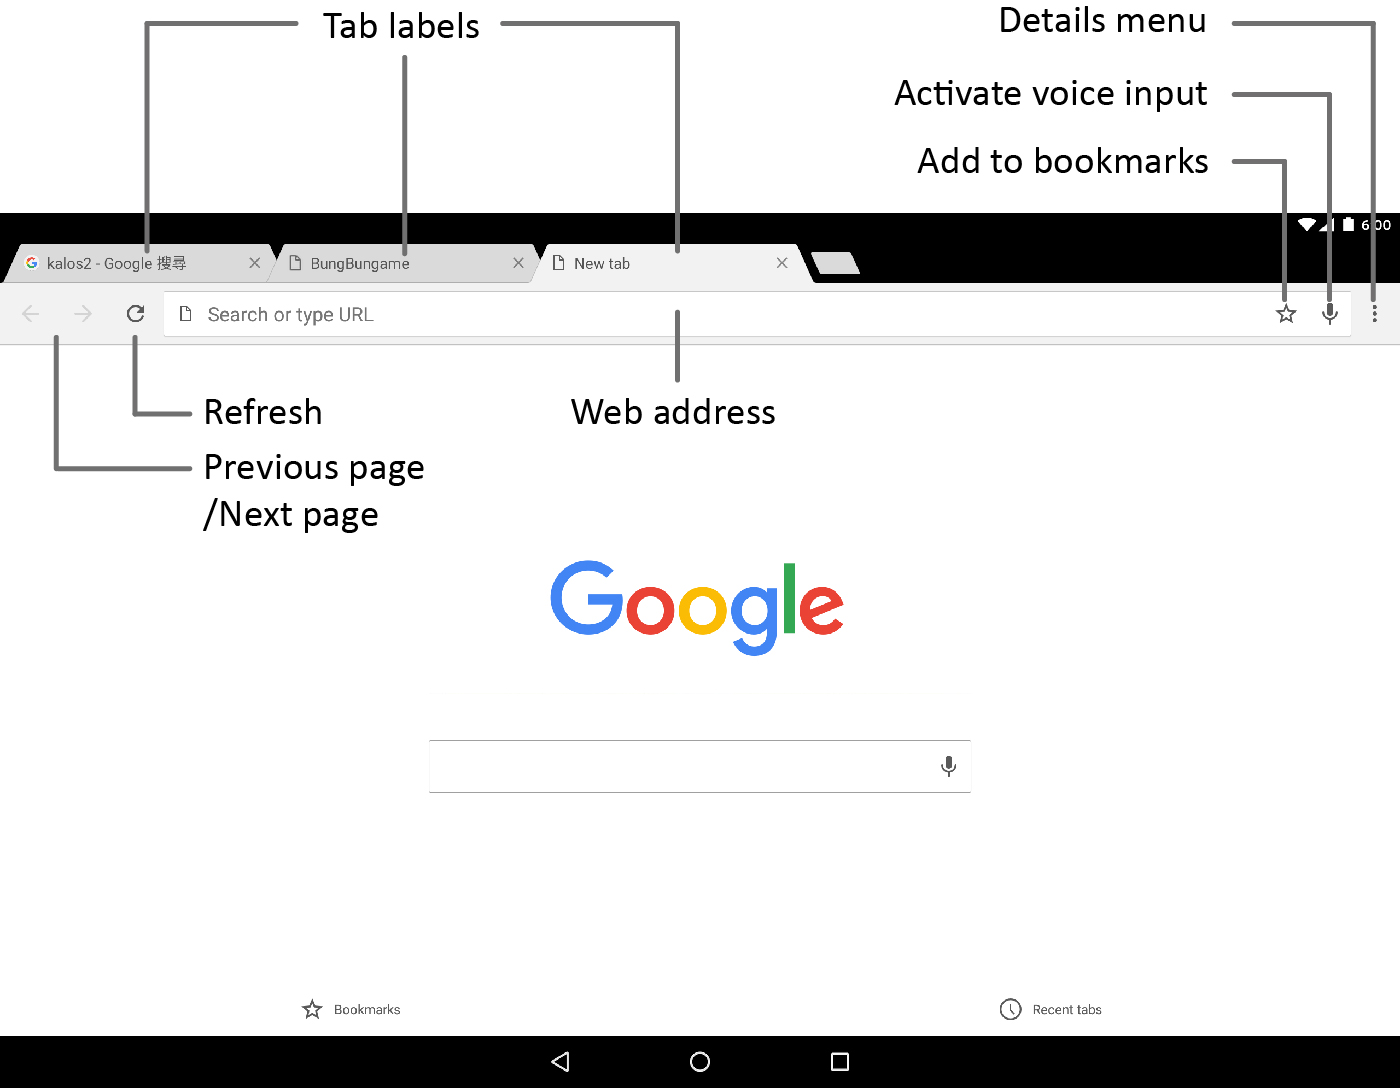 Tab labels
Details menu
Activate voice input
Add to bookmarks
6:00
kalos2 - Google 搜尋
BungBungame
New tab
Search or type URL
Refresh
Web address
Previous page
/Next page
Google
Bookmarks
Recent tabs